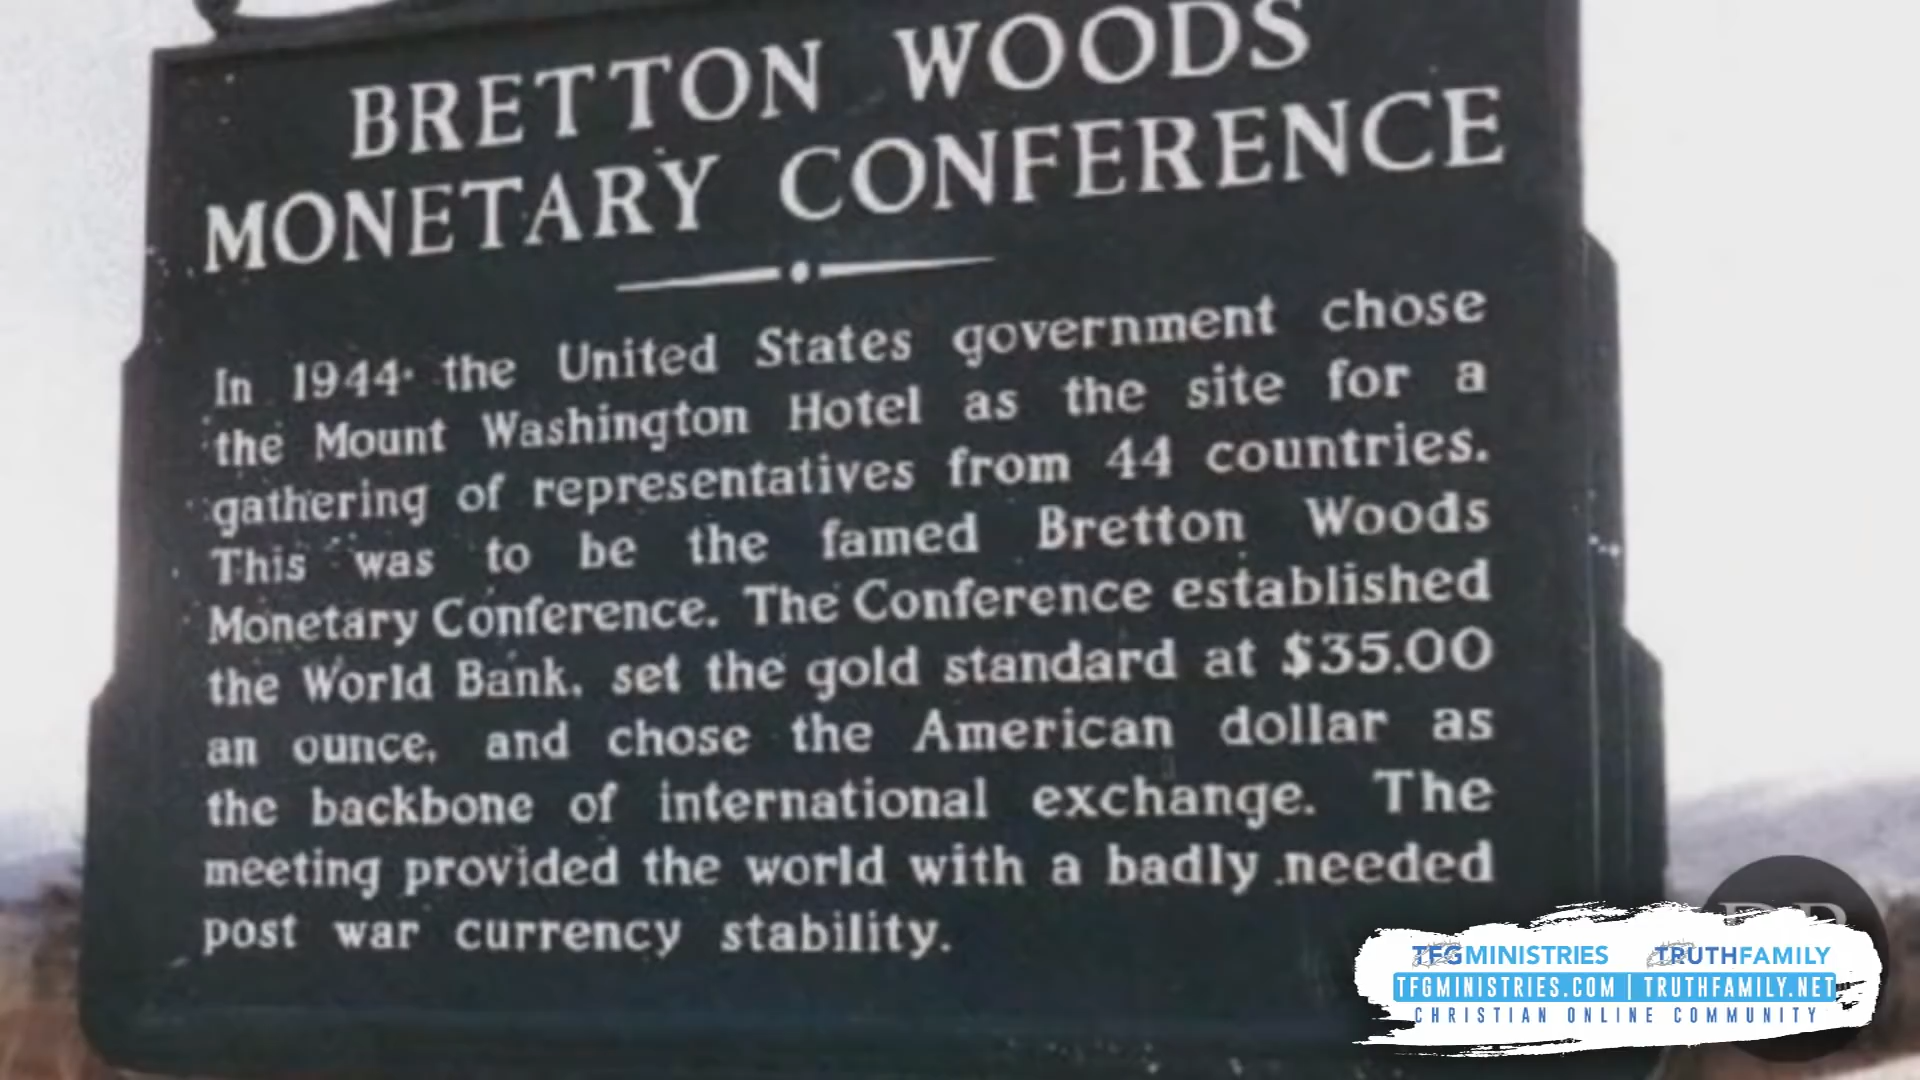 BRETTON WOODS
MONETARY CONFERENCE
In 1944 the United States government chose
the Mount Washington Hotel as the site for a
gathering of representatives from 44 countries.
This was to be the famed Bretton Woods
Monetary Conference. The Conference established
the World Bank, set the gold standard at $35.00
an ounce, and chose the American dollar as
the backbone of international exchange. The
meeting provided the world with a badly needed
post war currency stability.
TFGMINISTRIES TRUTHFAMILY
TFGMINISTRIES.COM | TRUTHFAMILY.NET
CHRISTIAN ONLINE COMMUNITY